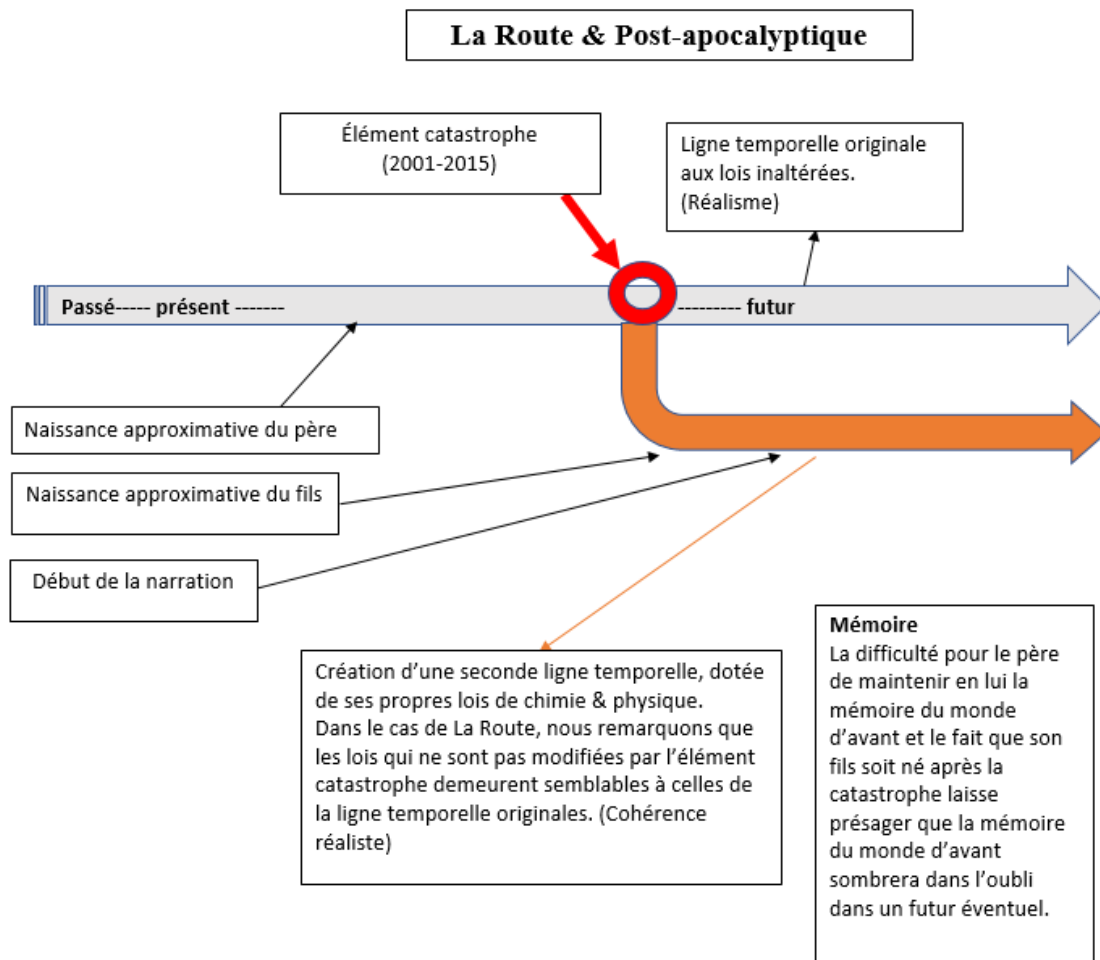 La Route & Post-apocalyptique
Élément catastrophe
(2001-2015)
Ligne temporelle originale
aux lois inaltérées.
(Réalisme)
Passé----- présent -------
--------- futur
Naissance approximative du père
Naissance approximative du fils
Début de la narration
Création d’une seconde ligne temporelle, dotée
de ses propres lois de chimie & physique.
Dans le cas de La Route, nous remarquons que
les lois qui ne sont pas modifiées par l’élément
catastrophe demeurent semblables à celles de
la ligne temporelle originales. (Cohérence
réaliste)
Mémoire
La difficulté pour le père
de maintenir en lui la
mémoire du monde
d’avant et le fait que son
fils soit né après la
catastrophe laisse
présager que la mémoire
du monde d’avant
sombrera dans l’oubli
dans un futur éventuel.